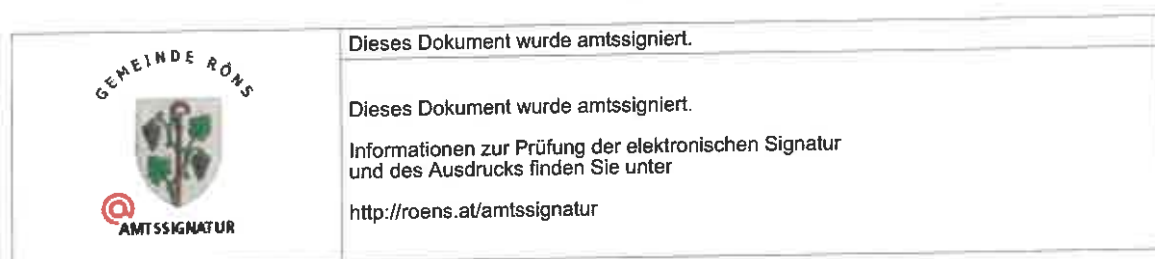 GEMEINDE RÖNS
@
AMTSSIGNATUR
Dieses Dokument wurde amtssigniert.
Dieses Dokument wurde amtssigniert.
Informationen zur Prüfung der elektronischen Signatur
und des Ausdrucks finden Sie unter
http://roens.at/amtssignatur